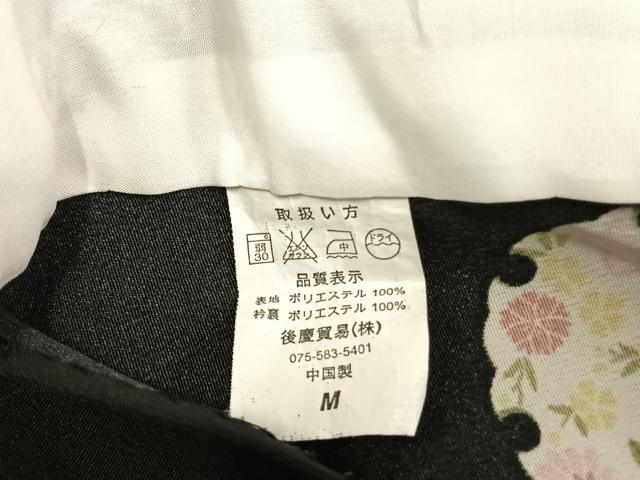 取扱い方
弱 30 エンソサラシ 中 ドライ
品質表示
表地 ポリエステル 100%
衿裏 ポリエステル 100%
後慶貿易(株)
075-583-5401
中国製
M